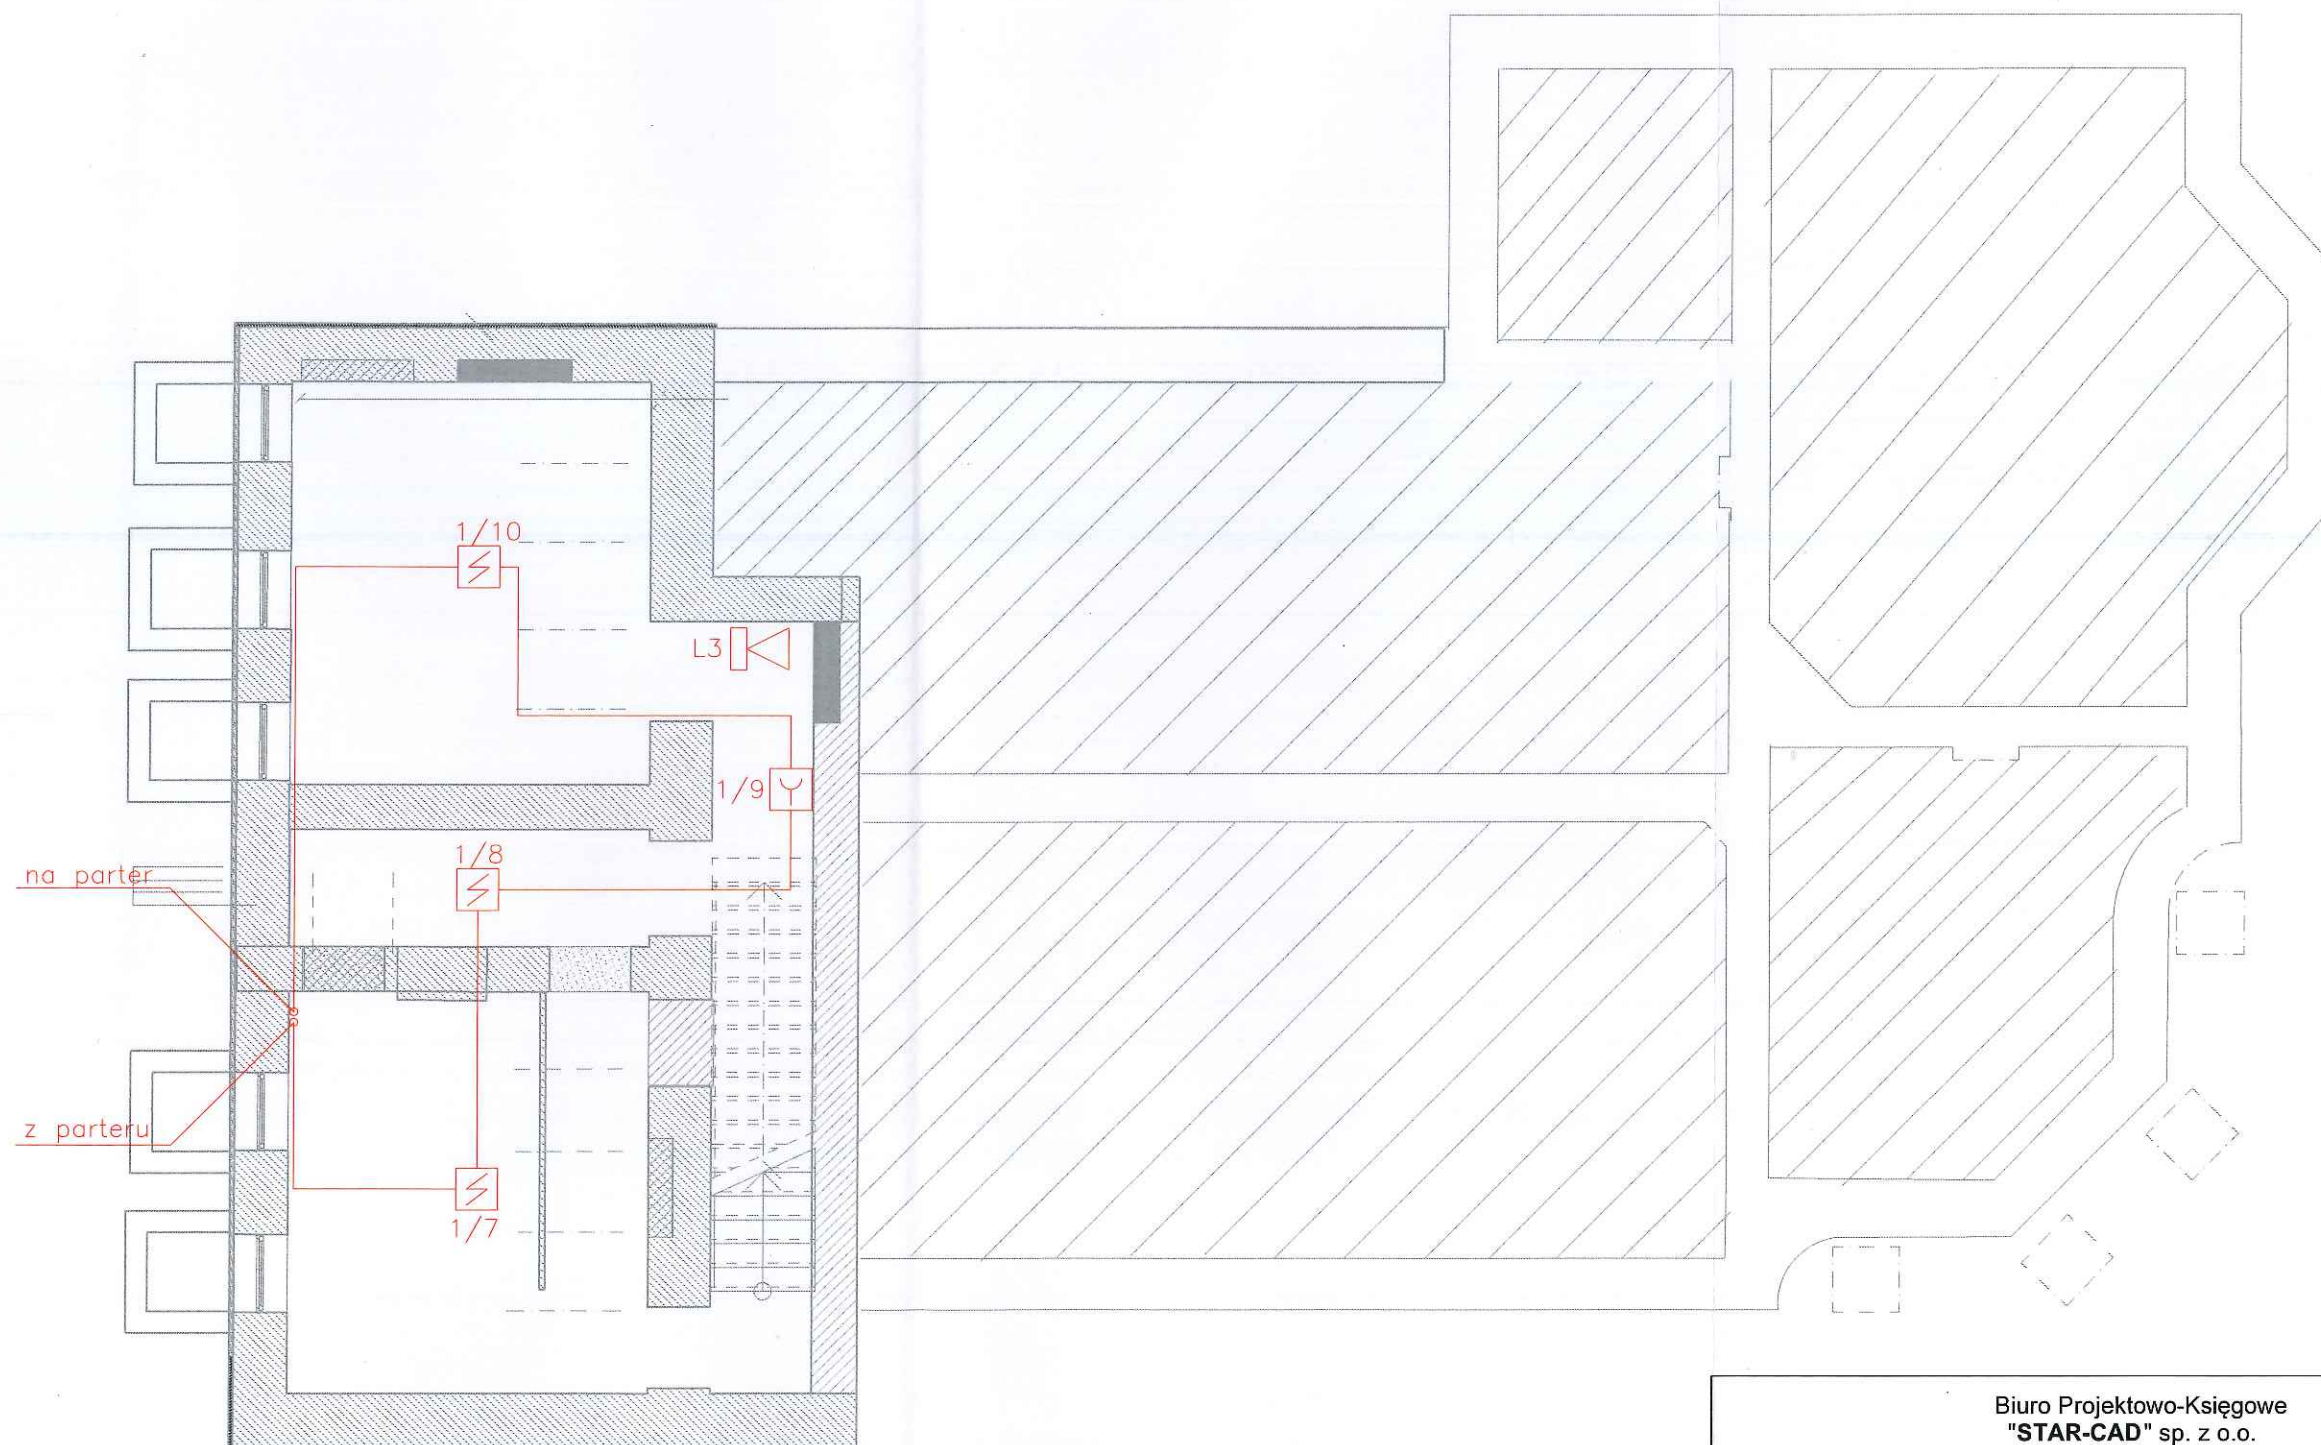 1/10
L3
1/9
1/8
na parter
z parteru
1/7
Biuro Projektowo-Księgowe
"STAR-CAD" sp. z o.o.